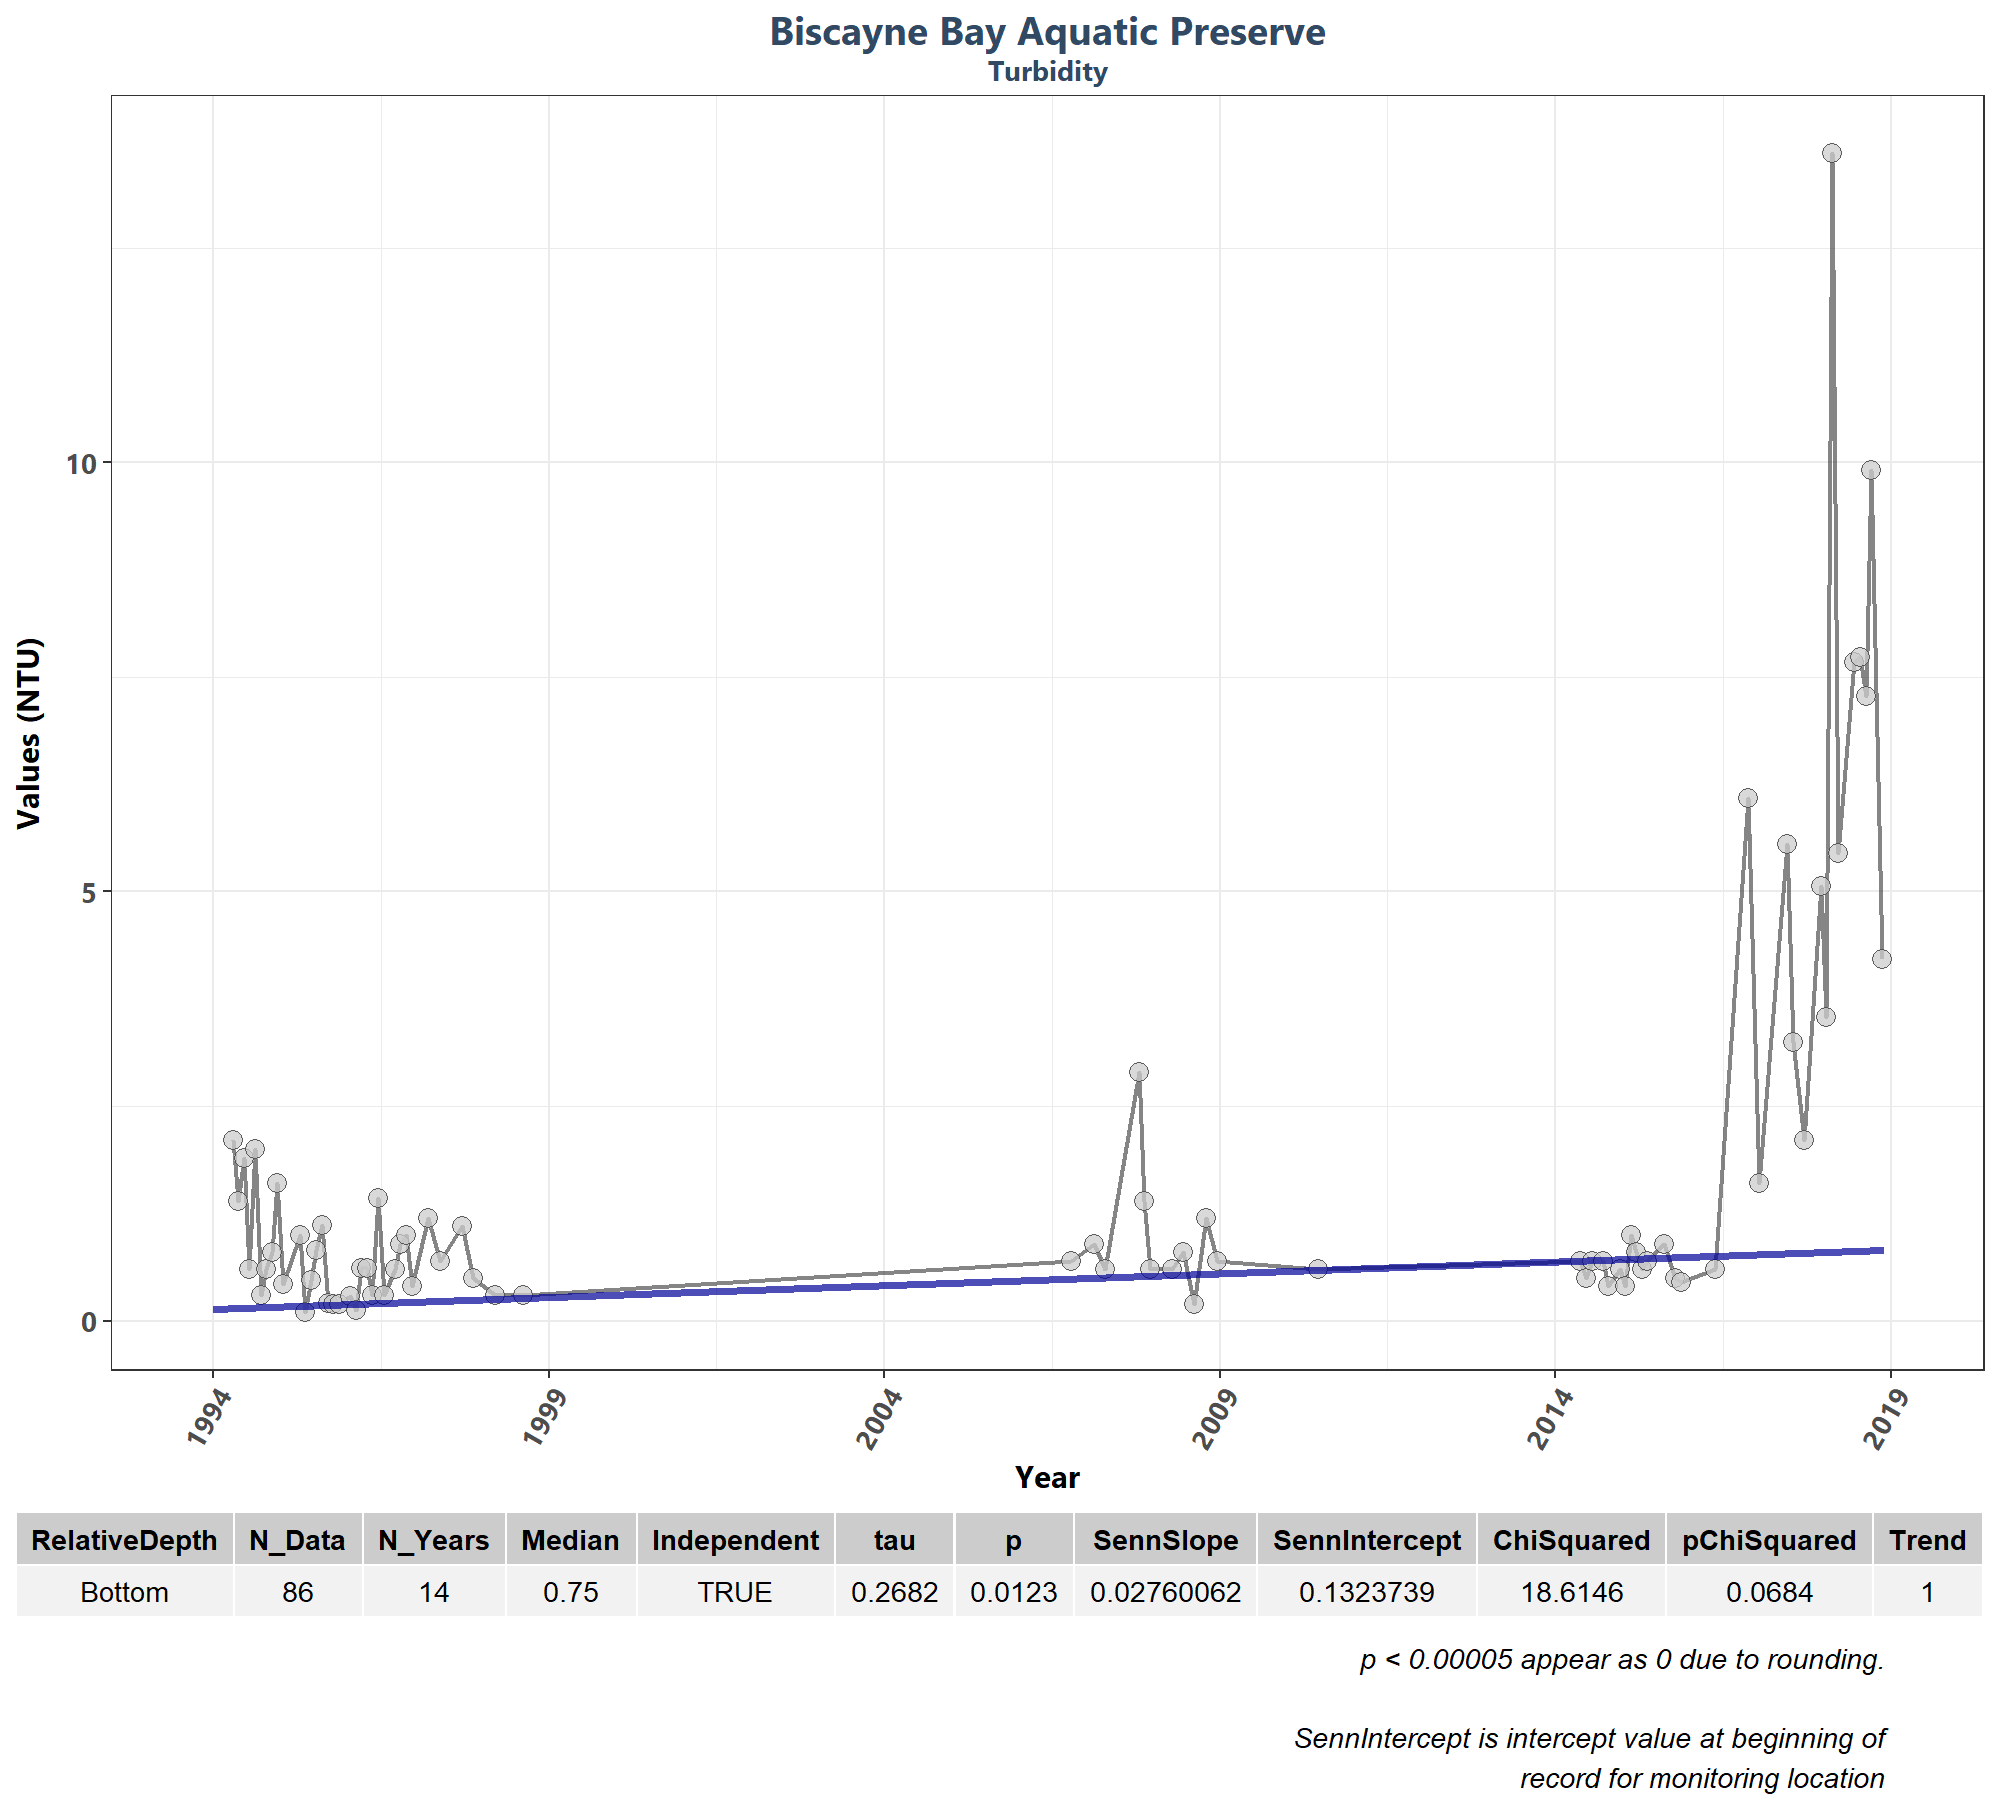 Biscayne Bay Aquatic Preserve
Turbidity
Values (NTU)
10
5
0
1994 1999 2004 2009 2014 2019
Year
RelativeDepth N_Data N_Years Median Independent tau p SennSlope SennIntercept ChiSquared pChiSquared Trend
Bottom 86 14 0.75 TRUE 0.2682 0.0123 0.02760062 0.1323739 18.6146 0.0684 1
p < 0.00005 appear as 0 due to rounding.
SennIntercept is intercept value at beginning of
record for monitoring location